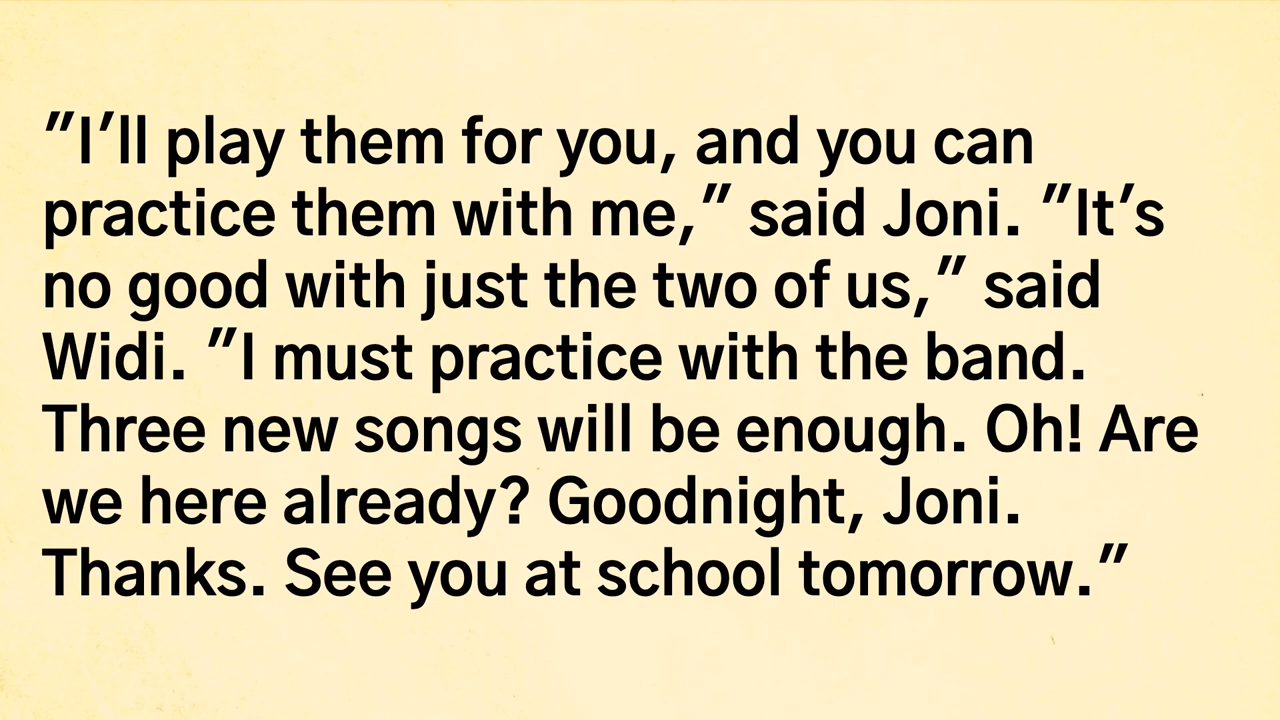 "I'll play them for you, and you can
practice them with me," said Joni. "It's
no good with just the two of us," said
Widi. "I must practice with the band.
Three new songs will be enough. Oh! Are
we here already? Goodnight, Joni.
Thanks. See you at school tomorrow."